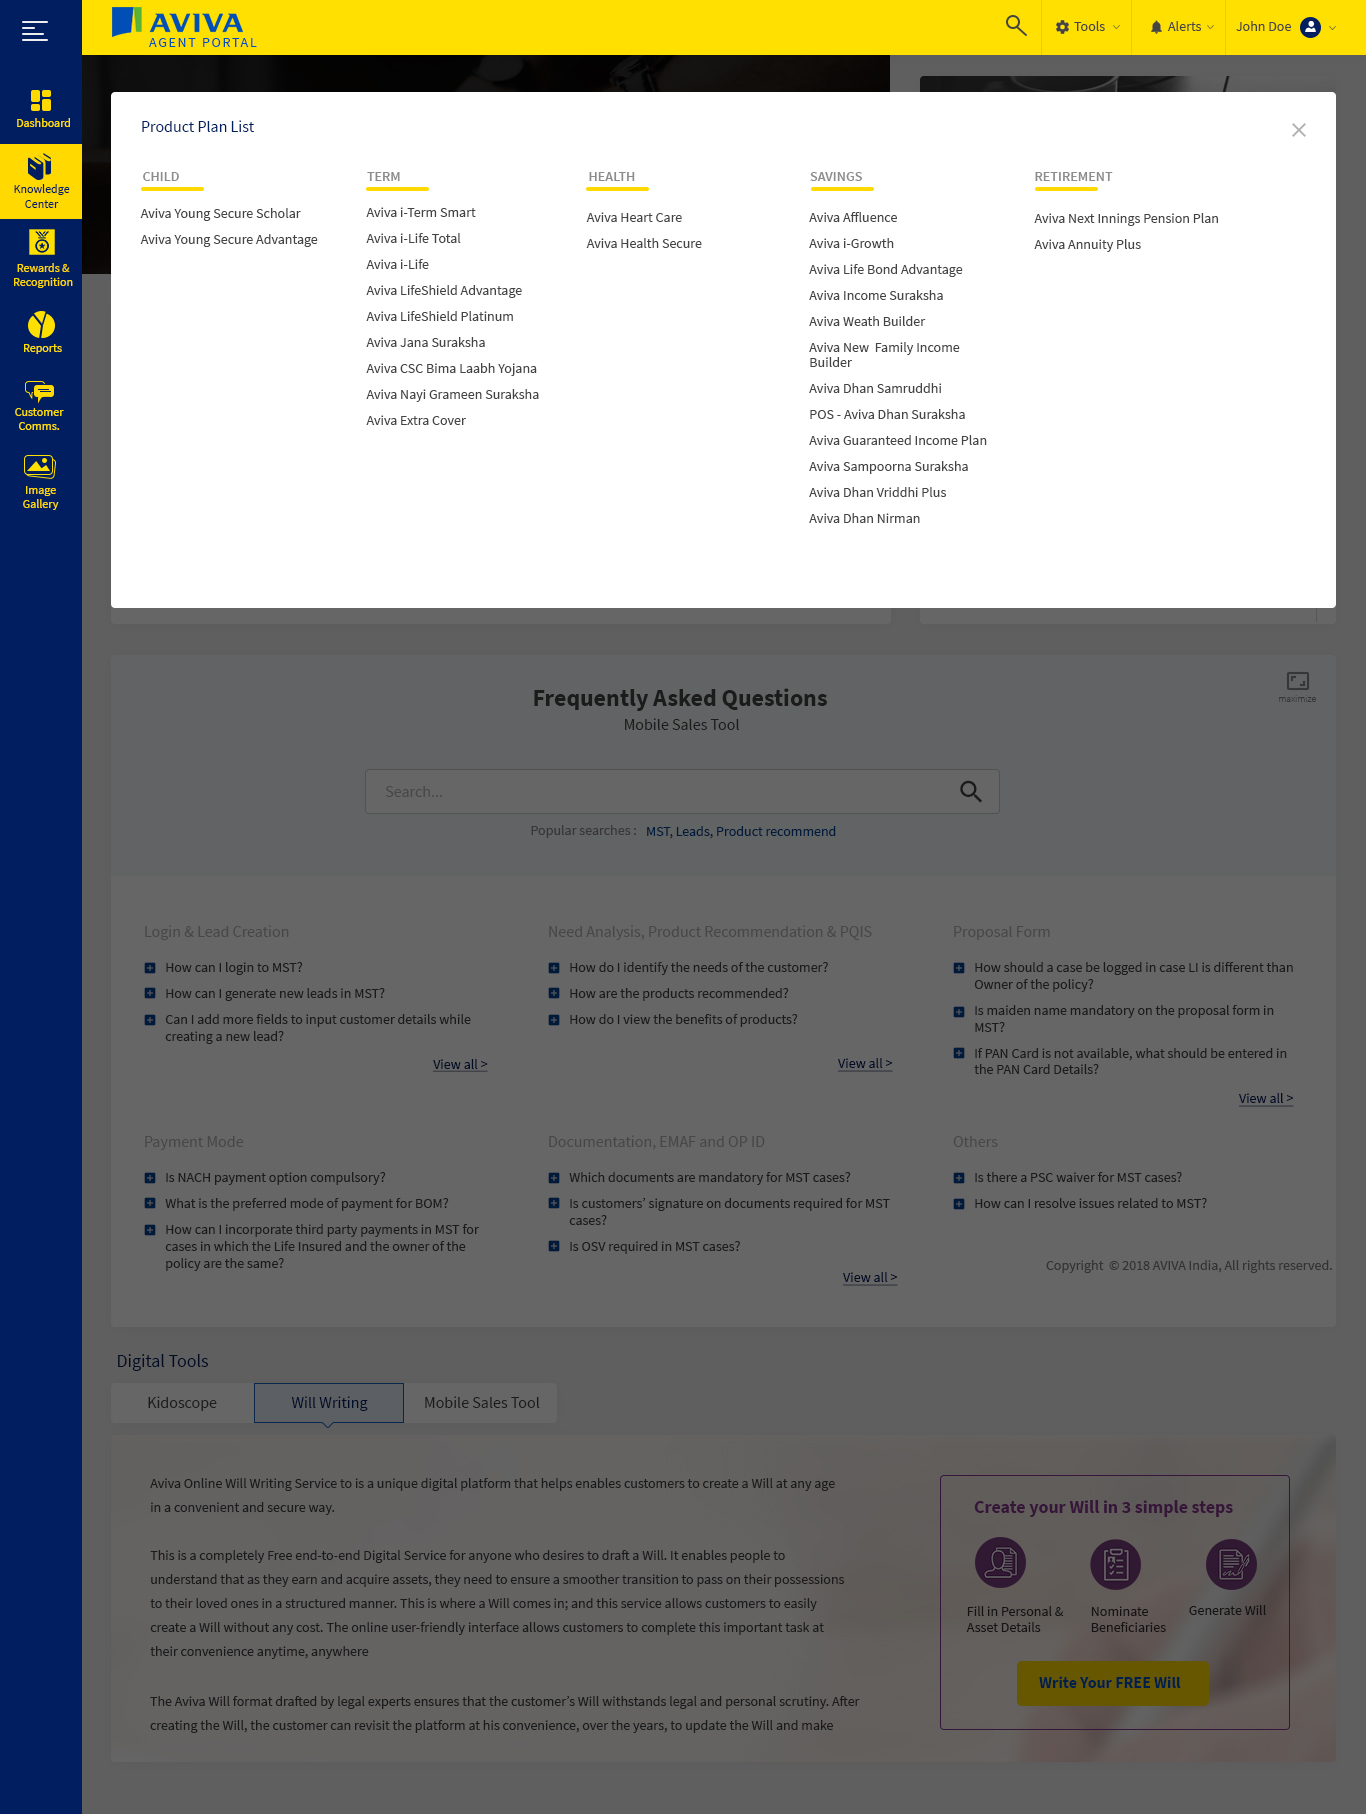 AVIVA
AGENT PORTAL
Tools
Alerts
John Doe
Dashboard
Knowledge
Center
Rewards &
Recognition
Reports
Customer
Comms.
Image
Gallery
Product Plan List
CHILD
Aviva Young Secure Scholar
Aviva Young Secure Advantage
TERM
Aviva i-Term Smart
Aviva i-Life Total
Aviva i-Life
Aviva LifeShield Advantage
Aviva LifeShield Platinum
Aviva Jana Suraksha
Aviva CSC Bima Laabh Yojana
Aviva Nayi Grameen Suraksha
Aviva Extra Cover
HEALTH
Aviva Heart Care
Aviva Health Secure
SAVINGS
Aviva Affluence
Aviva i-Growth
Aviva Life Bond Advantage
Aviva Income Suraksha
Aviva Weath Builder
Aviva New  Family Income
Builder
Aviva Dhan Samruddhi
POS - Aviva Dhan Suraksha
Aviva Guaranteed Income Plan
Aviva Sampoorna Suraksha
Aviva Dhan Vriddhi Plus
Aviva Dhan Nirman
RETIREMENT
Aviva Next Innings Pension Plan
Aviva Annuity Plus
Frequently Asked Questions
Mobile Sales Tool
maximize
Search...
Popular searches : MST, Leads, Product recommend
Login & Lead Creation
How can I login to MST?
How can I generate new leads in MST?
Can I add more fields to input customer details while
creating a new lead?
View all >
Need Analysis, Product Recommendation & PQIS
How do I identify the needs of the customer?
How are the products recommended?
How do I view the benefits of products?
View all >
Proposal Form
How should a case be logged in case LI is different than
Owner of the policy?
Is maiden name mandatory on the proposal form in
MST?
If PAN Card is not available, what should be entered in
the PAN Card Details?
View all >
Payment Mode
Is NACH payment option compulsory?
What is the preferred mode of payment for BOM?
How can I incorporate third party payments in MST for
cases in which the Life Insured and the owner of the
policy are the same?
Documentation, EMAF and OP ID
Which documents are mandatory for MST cases?
Is customers’ signature on documents required for MST
cases?
Is OSV required in MST cases?
View all >
Others
Is there a PSC waiver for MST cases?
How can I resolve issues related to MST?
Copyright  © 2018 AVIVA India, All rights reserved.
Digital Tools
Kidoscope
Will Writing
Mobile Sales Tool
Aviva Online Will Writing Service to is a unique digital platform that helps enables customers to create a Will at any age
in a convenient and secure way.
This is a completely Free end-to-end Digital Service for anyone who desires to draft a Will. It enables people to
understand that as they earn and acquire assets, they need to ensure a smoother transition to pass on their possessions
to their loved ones in a structured manner. This is where a Will comes in; and this service allows customers to easily
create a Will without any cost. The online user-friendly interface allows customers to complete this important task at
their convenience anytime, anywhere
The Aviva Will format drafted by legal experts ensures that the customer’s Will withstands legal and personal scrutiny. After
creating the Will, the customer can revisit the platform at his convenience, over the years, to update the Will and make
Create your Will in 3 simple steps
Fill in Personal &
Asset Details
Nominate
Beneficiaries
Generate Will
Write Your FREE Will